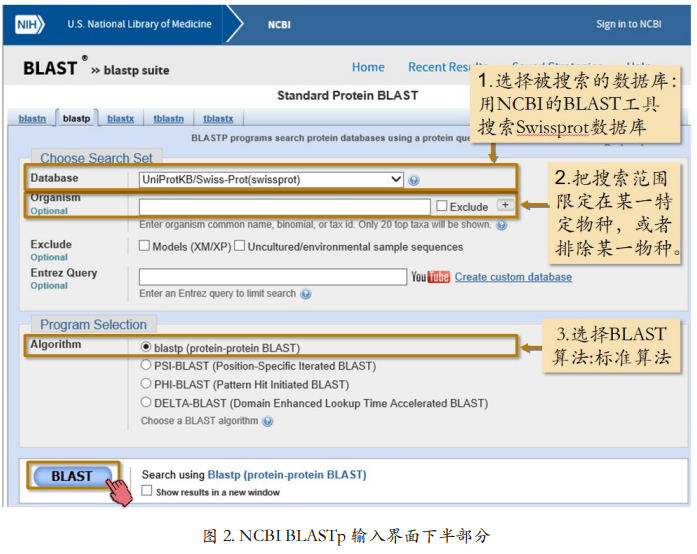 NIH U.S. National Library of Medicine NCBI Sign in to NCBI
BLAST ® » blastp suite Home Recent
Standard Protein BLAST
blastn blastp blastx tblastn tblastx
BLASTP programs search protein databases using a protein
1.选择被搜索的数据库:
用NCBI的BLAST工具
搜索Swissprot数据库
Choose Search Set
Database UniProtKB/Swiss-Prot(swissprot)
Organism
Optional
Exclude +
Enter organism common name, binomial, or tax id. Only 20 top taxa will be shown.
2.把搜索范围
限定在某一特
定物种，或者
排除某一物种。
Exclude
Optional
Models (XM/XP) Uncultured/environmental sample sequences
Entrez Query
Optional
YouTube Create custom database
Enter an Entrez query to limit search
Program Selection
Algorithm
blastp (protein-protein BLAST)
PSI-BLAST (Position-Specific Iterated BLAST)
PHI-BLAST (Pattern Hit Initiated BLAST)
DELTA-BLAST (Domain Enhanced Lookup Time Accelerated BLAST)
Choose a BLAST algorithm
3.选择BLAST
算法:标准算法
BLAST
Search using Blastp (protein-protein BLAST)
Show results in a new window
图 2. NCBI BLASTp 输入界面下半部分